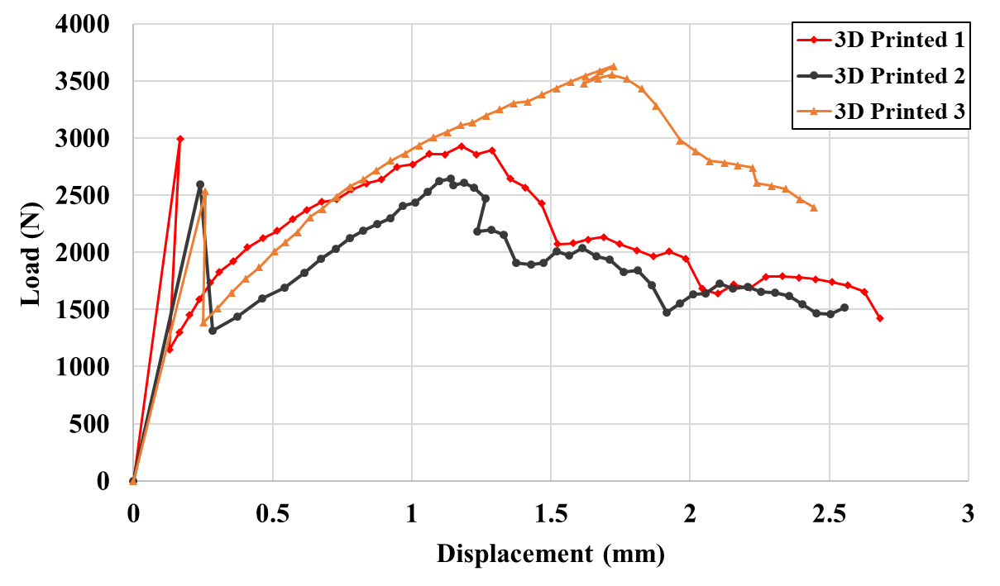 4000
3500
3000
2500
2000
1500
1000
500
0
Load (N)
0 0.5 1 1.5 2 2.5 3
Displacement (mm)
3D Printed 1
3D Printed 2
3D Printed 3